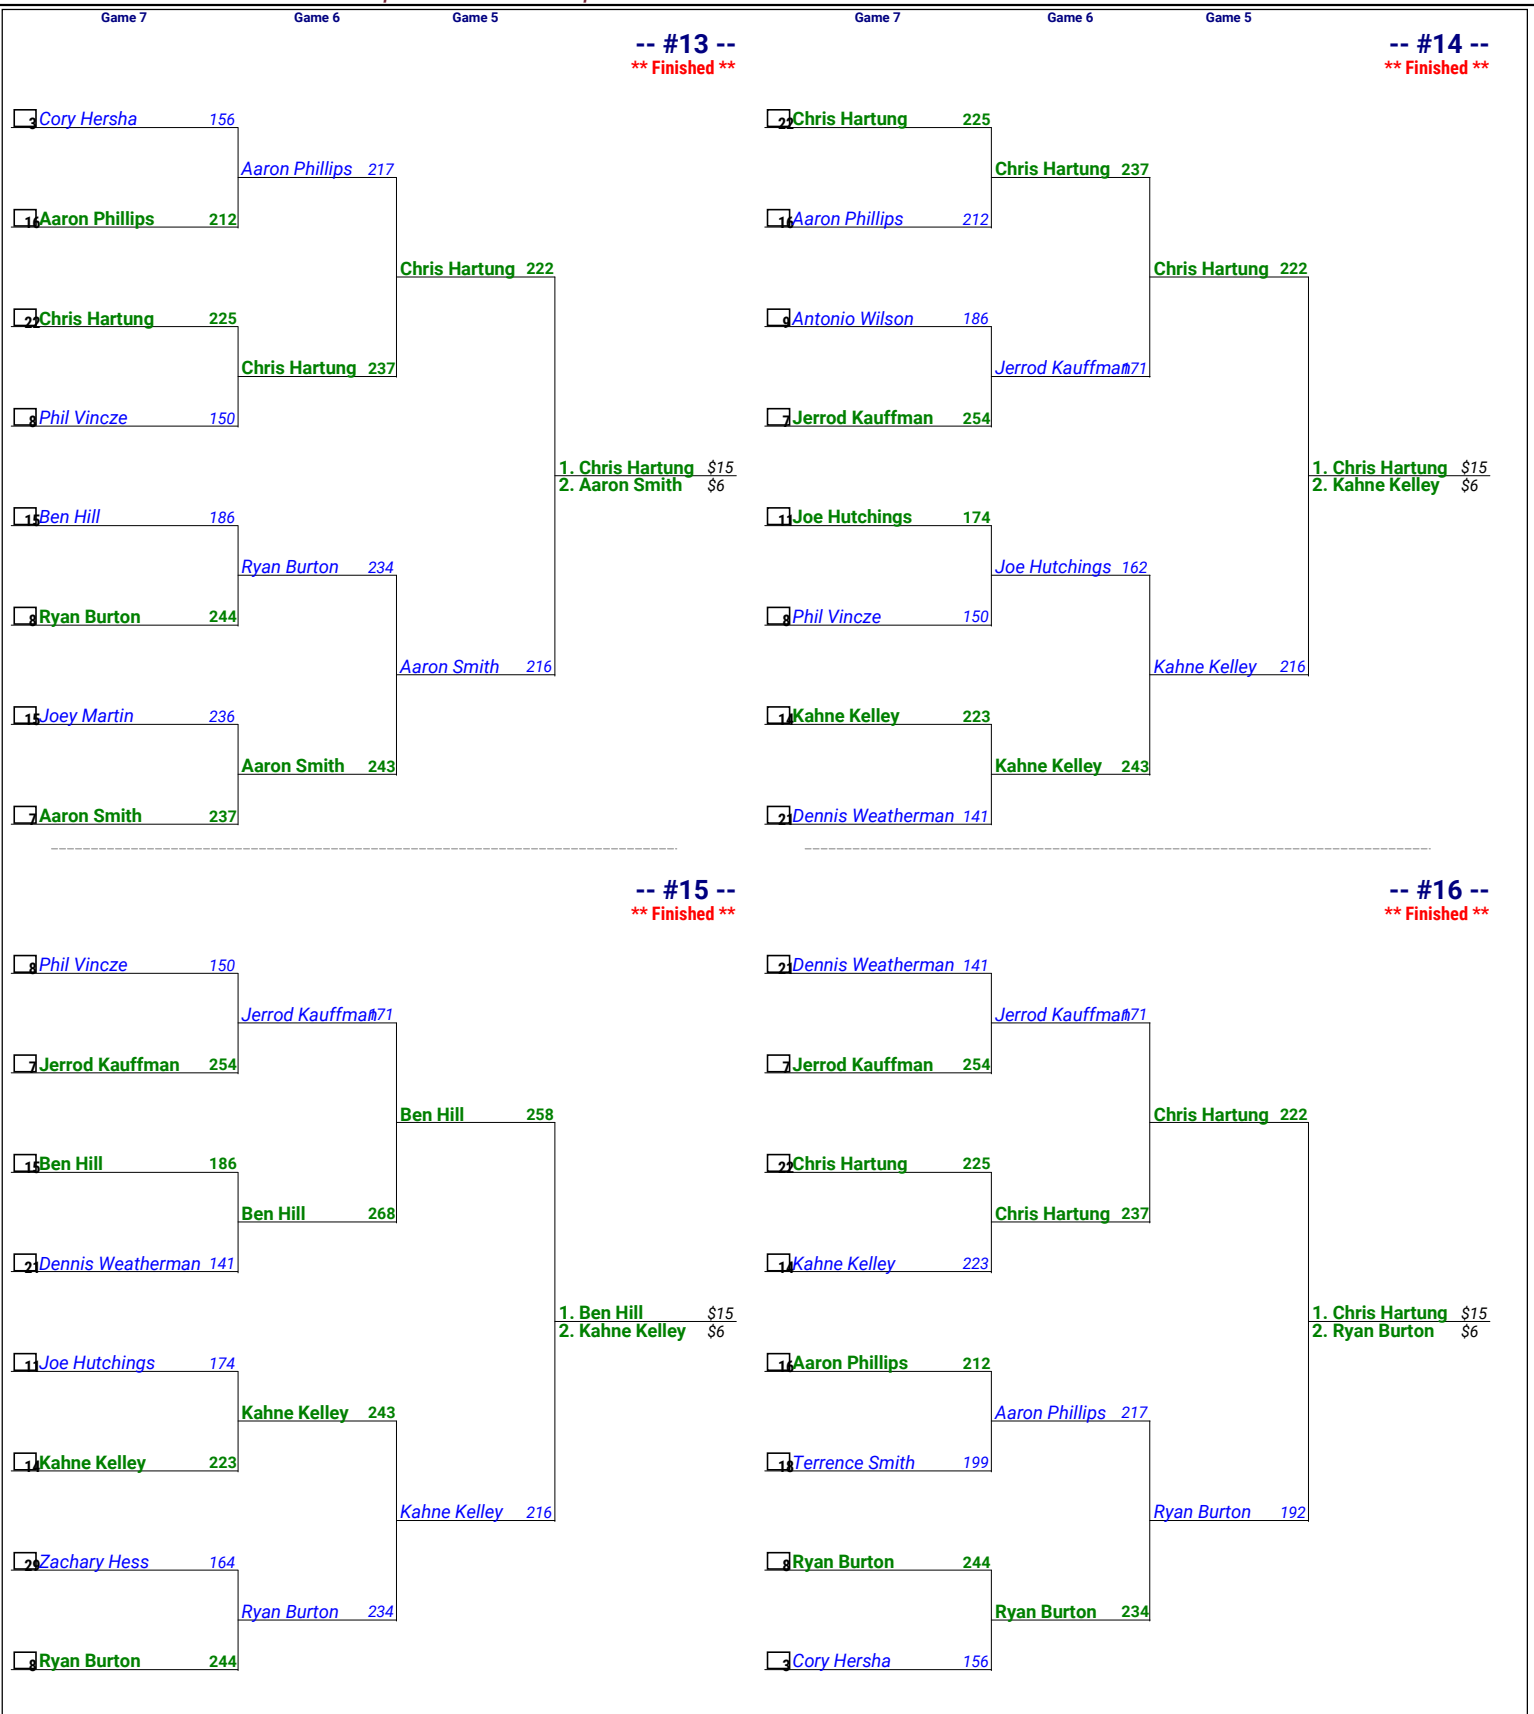 Game 7 Game 6 Game 5
-- #13 --
** Finished **
3 Cory Hersha 156
Aaron Phillips 217
16 Aaron Phillips 212
Chris Hartung 222
22 Chris Hartung 225
Chris Hartung 237
8 Phil Vincze 150
1. Chris Hartung $15
2. Aaron Smith $6
15 Ben Hill 186
Ryan Burton 234
8 Ryan Burton 244
Aaron Smith 216
15 Joey Martin 236
Aaron Smith 243
7 Aaron Smith 237
Game 7 Game 6 Game 5
-- #14 --
** Finished **
22 Chris Hartung 225
Chris Hartung 237
16 Aaron Phillips 212
Chris Hartung 222
9 Antonio Wilson 186
Jerrod Kauffman 171
7 Jerrod Kauffman 254
1. Chris Hartung $15
2. Kahne Kelley $6
11 Joe Hutchings 174
Joe Hutchings 162
8 Phil Vincze 150
Kahne Kelley 216
14 Kahne Kelley 223
Kahne Kelley 243
21 Dennis Weatherman 141
-- #15 --
** Finished **
8 Phil Vincze 150
Jerrod Kauffman 171
7 Jerrod Kauffman 254
Ben Hill 258
15 Ben Hill 186
Ben Hill 268
21 Dennis Weatherman 141
1. Ben Hill $15
2. Kahne Kelley $6
11 Joe Hutchings 174
Kahne Kelley 243
14 Kahne Kelley 223
Kahne Kelley 216
29 Zachary Hess 164
Ryan Burton 234
8 Ryan Burton 244
-- #16 --
** Finished **
21 Dennis Weatherman 141
Jerrod Kauffman 171
7 Jerrod Kauffman 254
Chris Hartung 222
22 Chris Hartung 225
Chris Hartung 237
14 Kahne Kelley 223
1. Chris Hartung $15
2. Ryan Burton $6
16 Aaron Phillips 212
Aaron Phillips 217
18 Terrence Smith 199
Ryan Burton 192
8 Ryan Burton 244
Ryan Burton 234
3 Cory Hersha 156